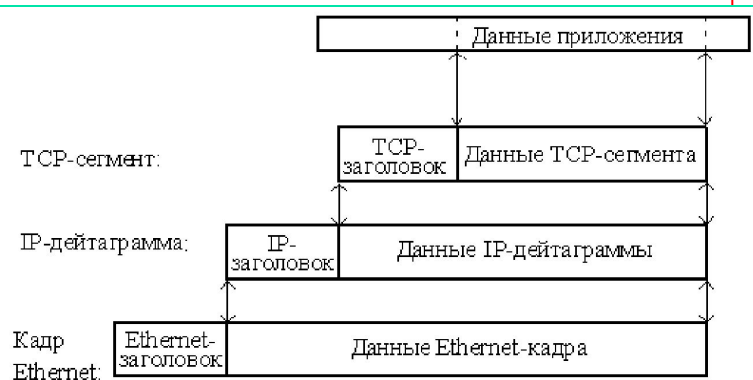 Данные приложения
TCP-сегмент:
TCP-
заголовок
Данные TCP-сегмента
IP-дейтаграмма:
IP-
заголовок
Данные IP-дейтаграммы
Кадр
Ethernet:
Ethernet-
заголовок
Данные Ethernet-кадра